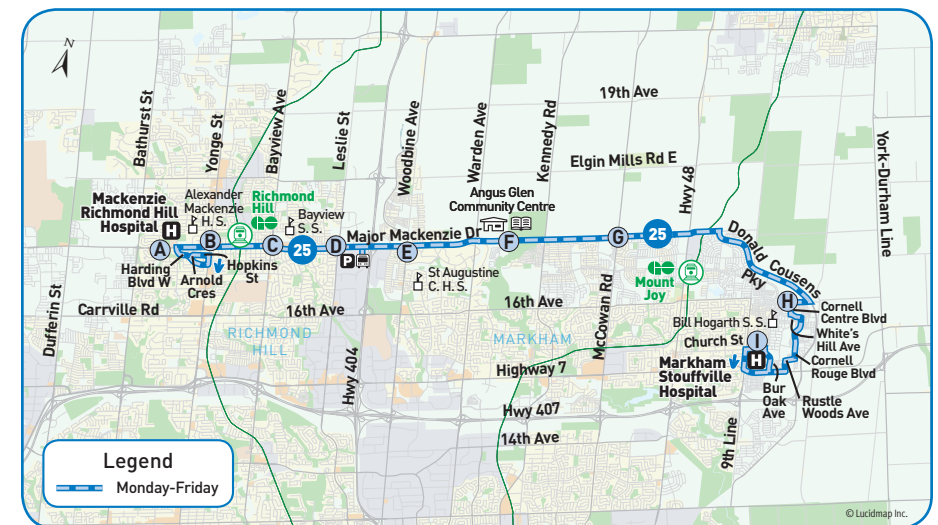 N
19th Ave
Bathurst St
Yonge St
Bayview Ave
Leslie St
Woodbine Ave
Warden Ave
Kennedy Rd
Hwy 48
York-Durham Line
Elgin Mills Rd E
Mackenzie
Richmond Hill
Hospital
H
Alexander
Mackenzie
H. S.
Richmond
Hill
Bayview
S. S.
Angus Glen
Community Centre
Major Mackenzie Dr
A
B
C
25
D
E
F
G
25
P
Donald Cousens
Pky
Harding
Blvd W
Arnold
Cres
Hopkins
St
St Augustine
C. H. S.
Mount
Joy
Dufferin St
Carrville Rd
16th Ave
16th Ave
McCowan Rd
H
Cornell
Centre Blvd
RICHMOND
HILL
MARKHAM
Bill Hogarth S. S.
Church St
I
H
White's
Hill Ave
Cornell
Rouge Blvd
Markham
Stouffville
Hospital
Highway 7
Hwy 404
Bur
Oak
Ave
Rustle
Woods Ave
Hwy 407
14th Ave
9th Line
Legend
Monday-Friday
© Lucidmap Inc.